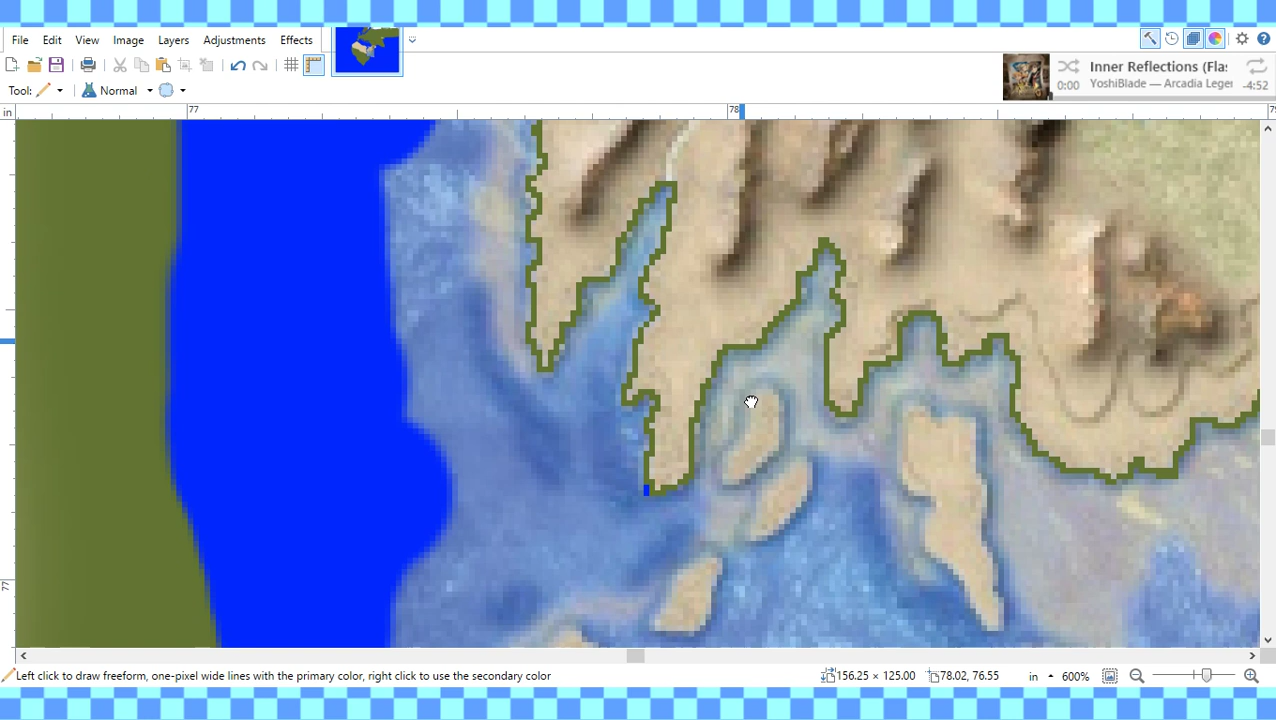 File Edit View Image Layers Adjustments Effects
Inner Reflections (Fla
0:00 YoshiBlade — Arcadia Leger -4:52
Tool: Normal
in 77 78
77
Left click to draw freeform, one-pixel wide lines with the primary color, right click to use the secondary color 156.25 × 125.00 78.02, 76.55 in 600%